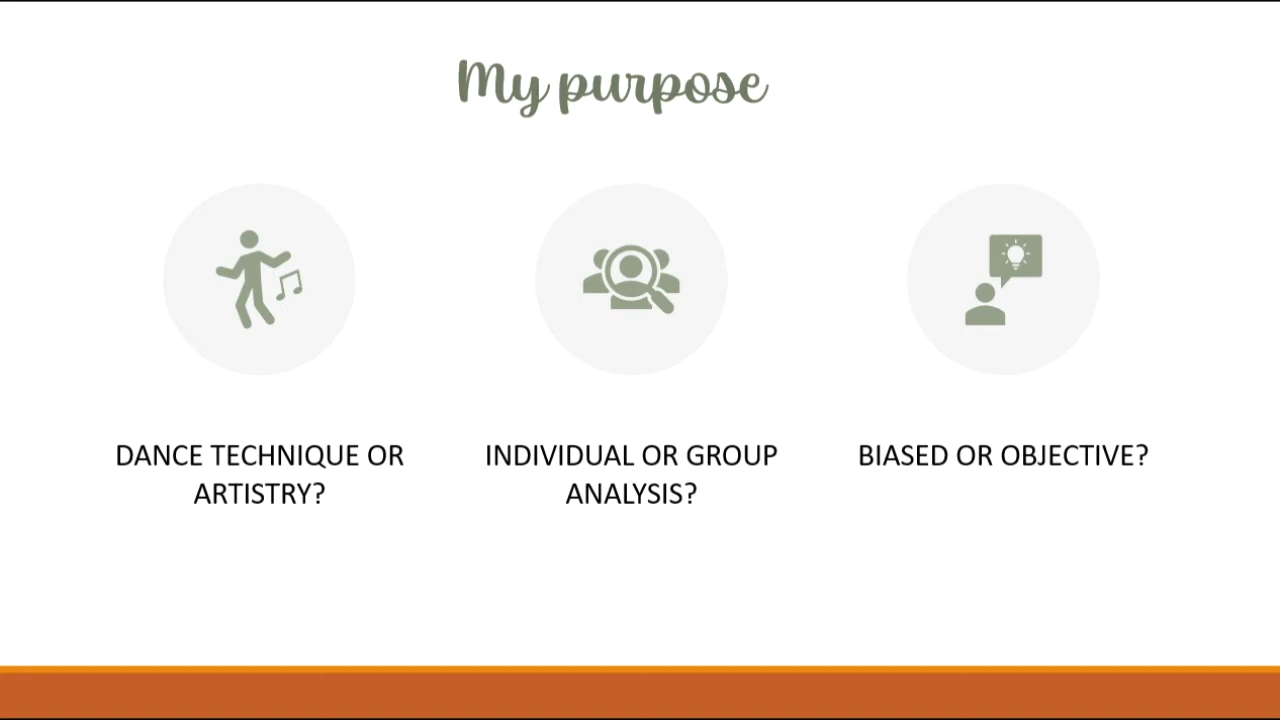 My purpose
DANCE TECHNIQUE OR
ARTISTRY?
INDIVIDUAL OR GROUP
ANALYSIS?
BIASED OR OBJECTIVE?